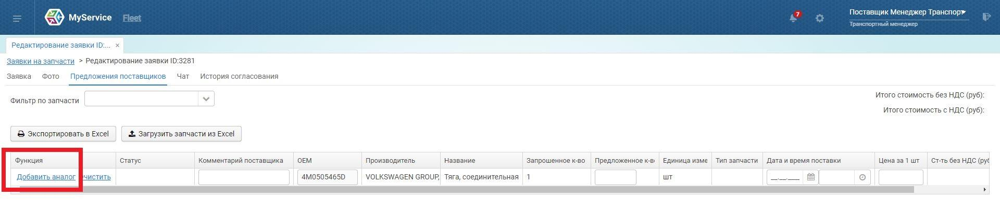 MyService Fleet 7 Поставщик Менеджер Транспорт
Транспортный менеджер
Редактирование заявки ID:... ×
Заявки на запчасти > Редактирование заявки ID:3281
Заявка Фото Предложения поставщиков Чат История согласования
Фильтр по запчасти Итого стоимость без НДС (руб):
Итого стоимость с НДС (руб):
Экспортировать в Excel Загрузить запчасти из Excel
Функция Статус Комментарий поставщика OEM Производитель Название Запрошенное к-во Предложенное к-во Единица изме Тип запчасти Дата и время поставки Цена за 1 шт Ст-ть без НДС (руб
Добавить аналог Очистить 4M0505465D VOLKSWAGEN GROUP, Тяга, соединительная 1 шт __.__.____